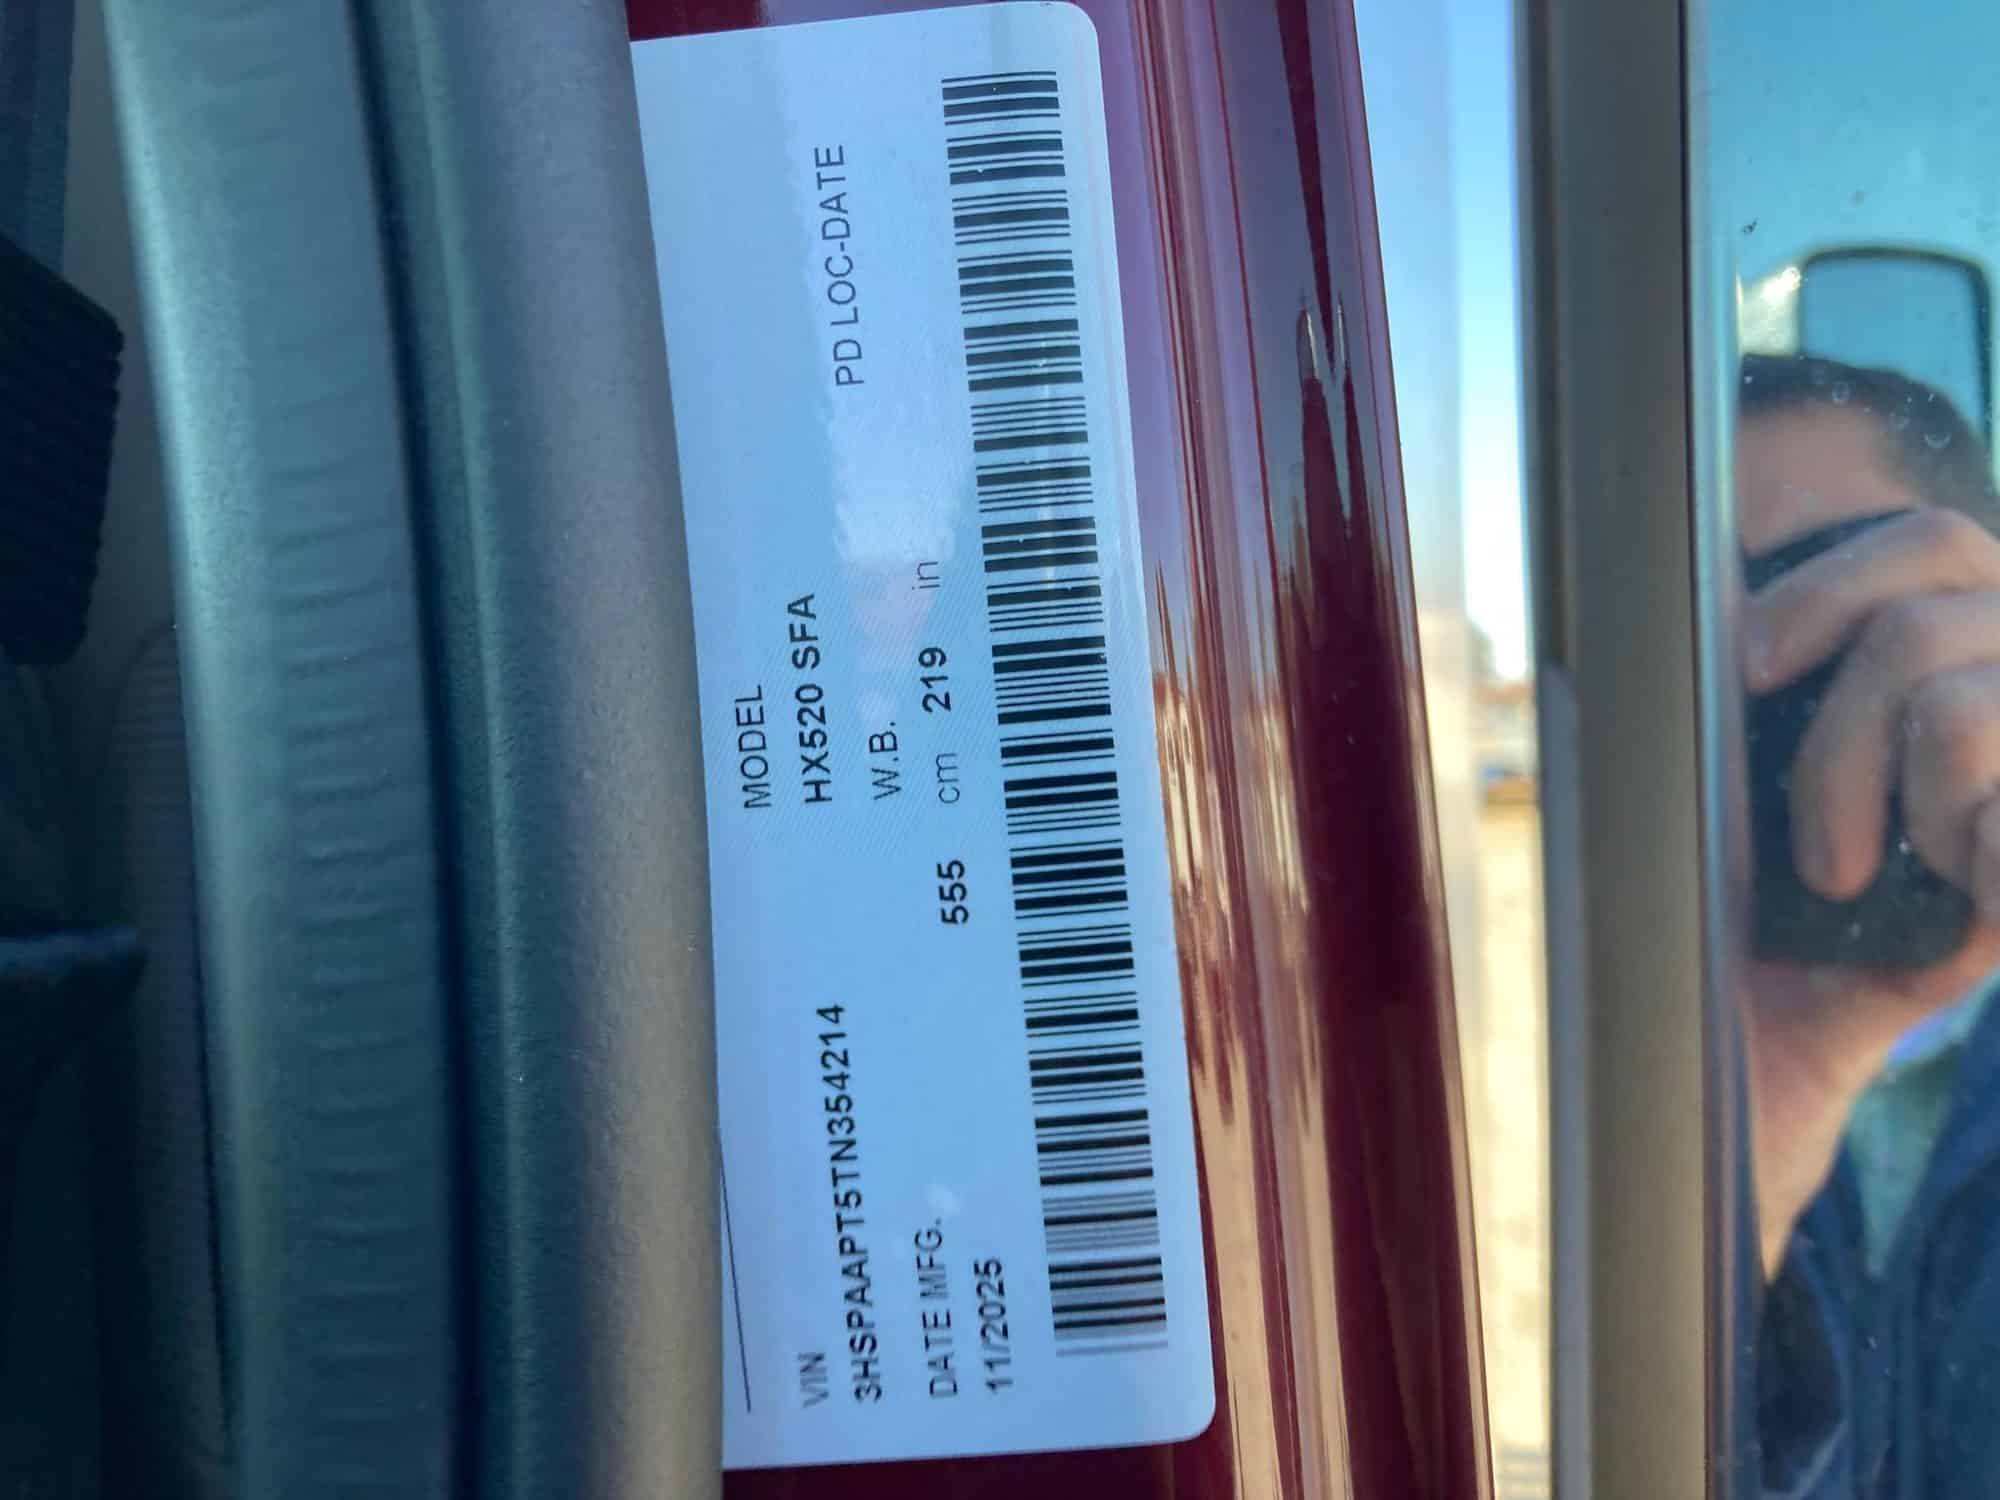 VIN
3HSPAAPT5TN354214
MODEL
HX520 SFA
DATE MFG.
11/2025
W.B.
555 cm 219 in
PD LOC-DATE